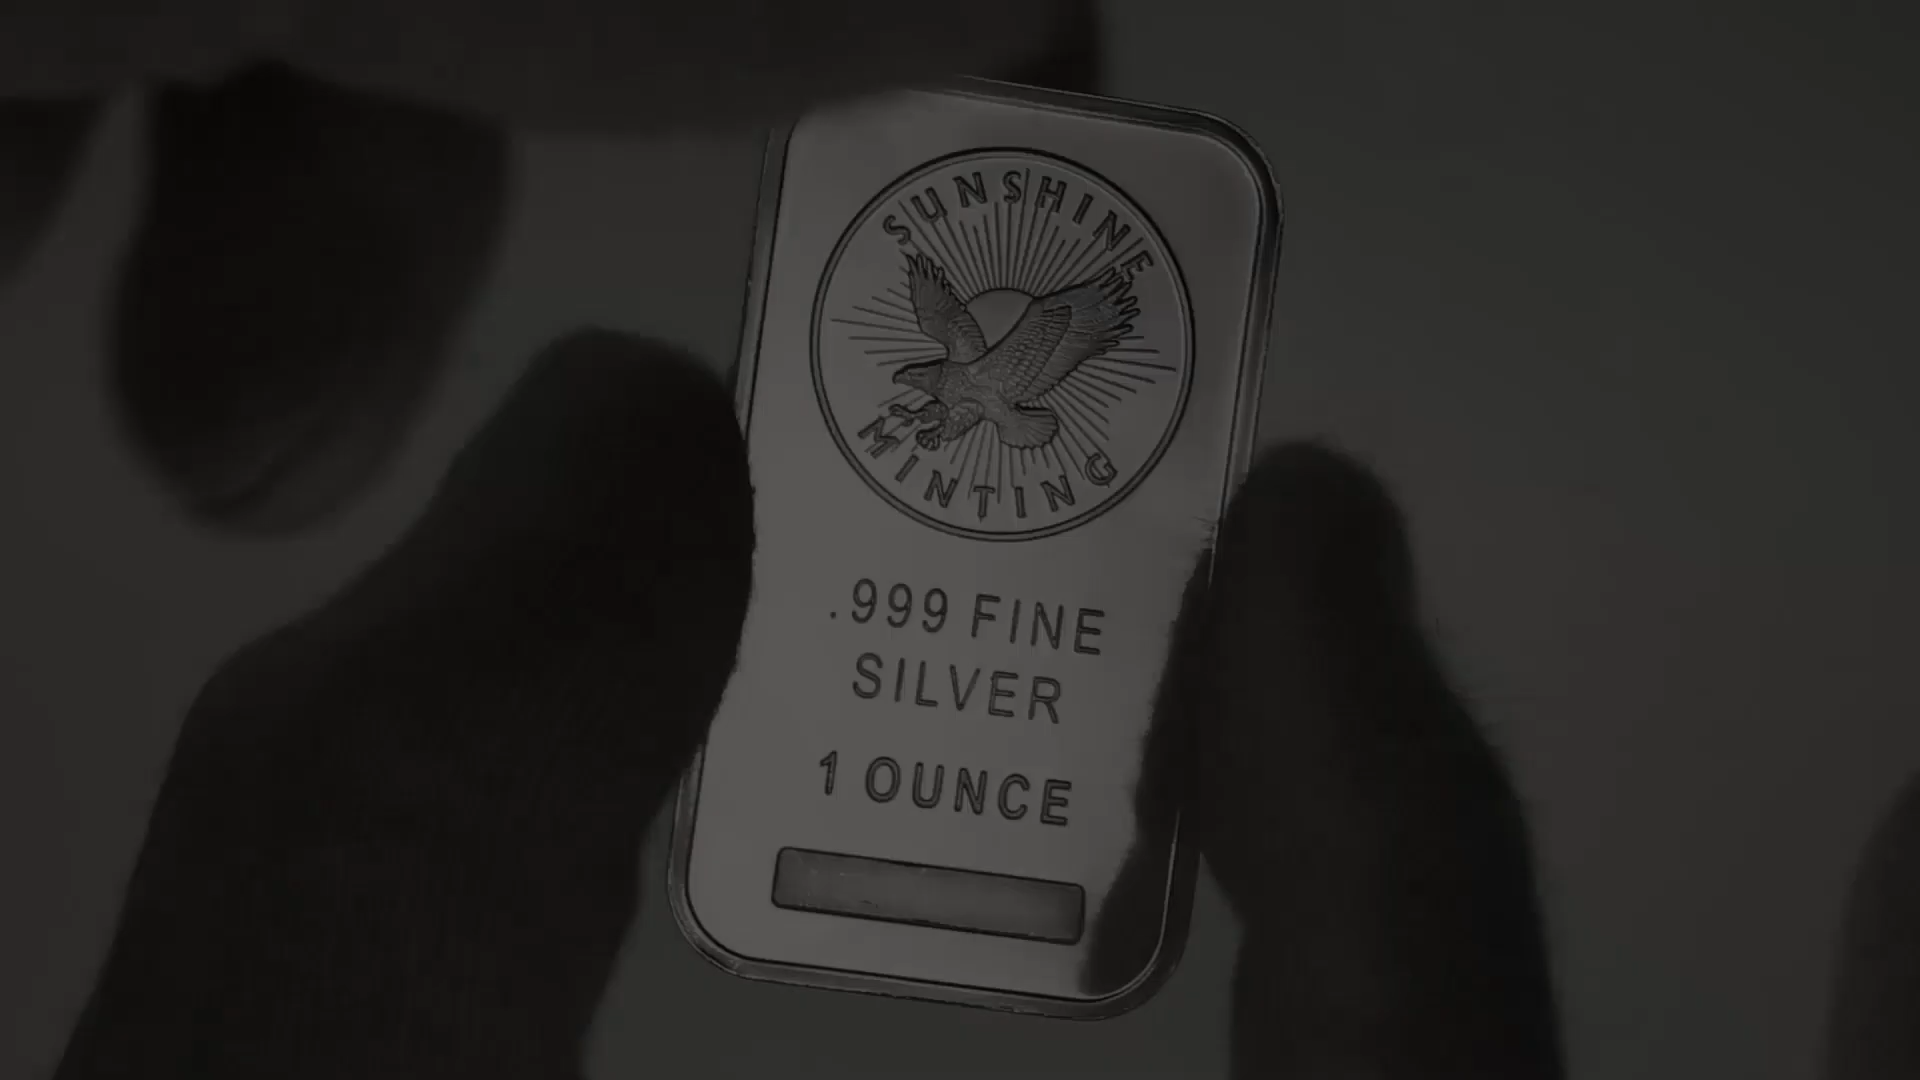 SUNSHINE
MINTING
.999 FINE
SILVER
1 OUNCE